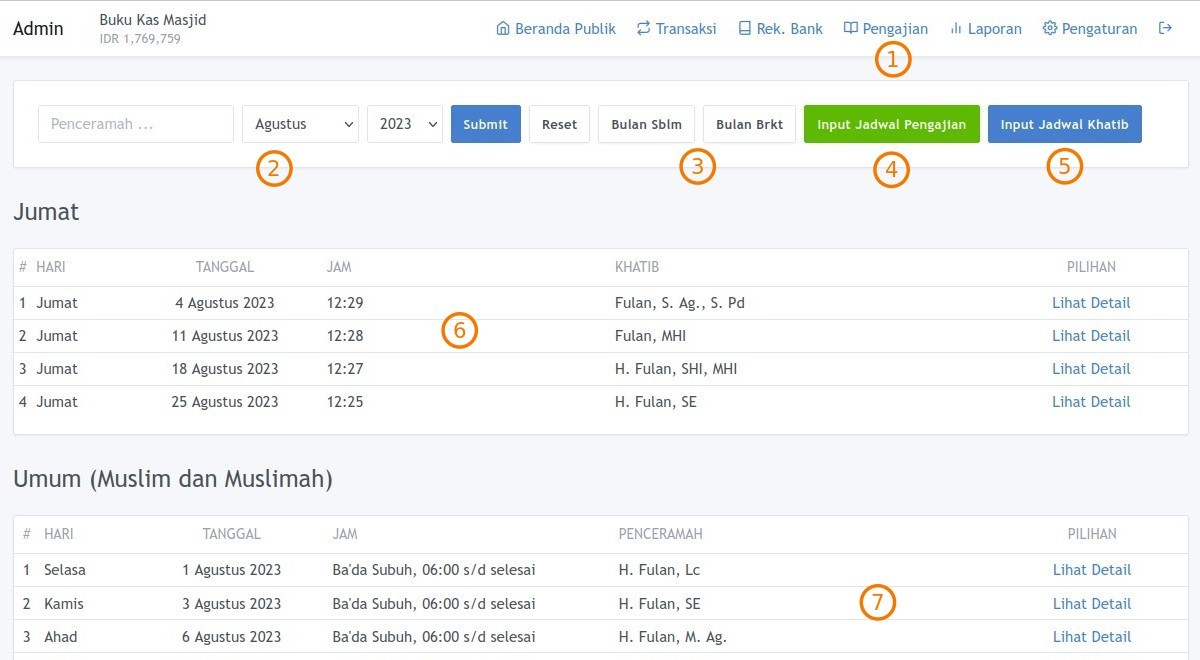 Admin Buku Kas Masjid Beranda Publik Transaksi Rek. Bank Pengajian Laporan Pengaturan
IDR 1,769,759
1
Penceramah ... Agustus 2023 Submit Reset Bulan Sblm Bulan Brkt Input Jadwal Pengajian Input Jadwal Khatib
2 3 4 5
Jumat
# HARI TANGGAL JAM KHATIB PILIHAN
1 Jumat 4 Agustus 2023 12:29 Fulan, S. Ag., S. Pd Lihat Detail
2 Jumat 11 Agustus 2023 12:28 6 Fulan, MHI Lihat Detail
3 Jumat 18 Agustus 2023 12:27 H. Fulan, SHI, MHI Lihat Detail
4 Jumat 25 Agustus 2023 12:25 H. Fulan, SE Lihat Detail
Umum (Muslim dan Muslimah)
# HARI TANGGAL JAM PENCERAMAH PILIHAN
1 Selasa 1 Agustus 2023 Ba'da Subuh, 06:00 s/d selesai H. Fulan, Lc Lihat Detail
2 Kamis 3 Agustus 2023 Ba'da Subuh, 06:00 s/d selesai H. Fulan, SE 7 Lihat Detail
3 Ahad 6 Agustus 2023 Ba'da Subuh, 06:00 s/d selesai H. Fulan, M. Ag. Lihat Detail